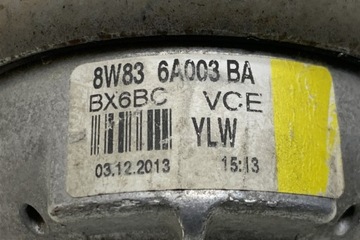 8W83 6A003 BA
BX6BC VCE
YLW
03.12.2013 15:13